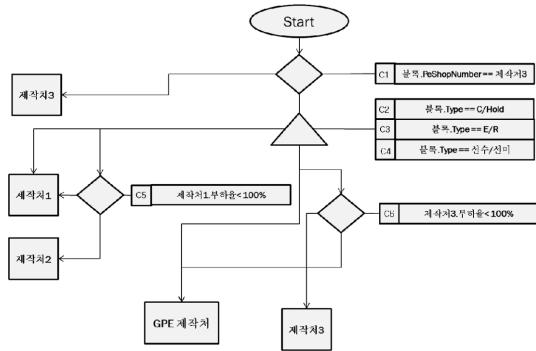 Start
C1 블록.PeShopNumber == 제작처3
제작처3
C2 블록.Type == C/Hold
C3 블록.Type == E/R
C4 블록.Type == 선수/선미
제작처1
C5 제작처1.부하율< 100%
C6 제작처3.부하율< 100%
제작처2
GPE 제작처
제작처3